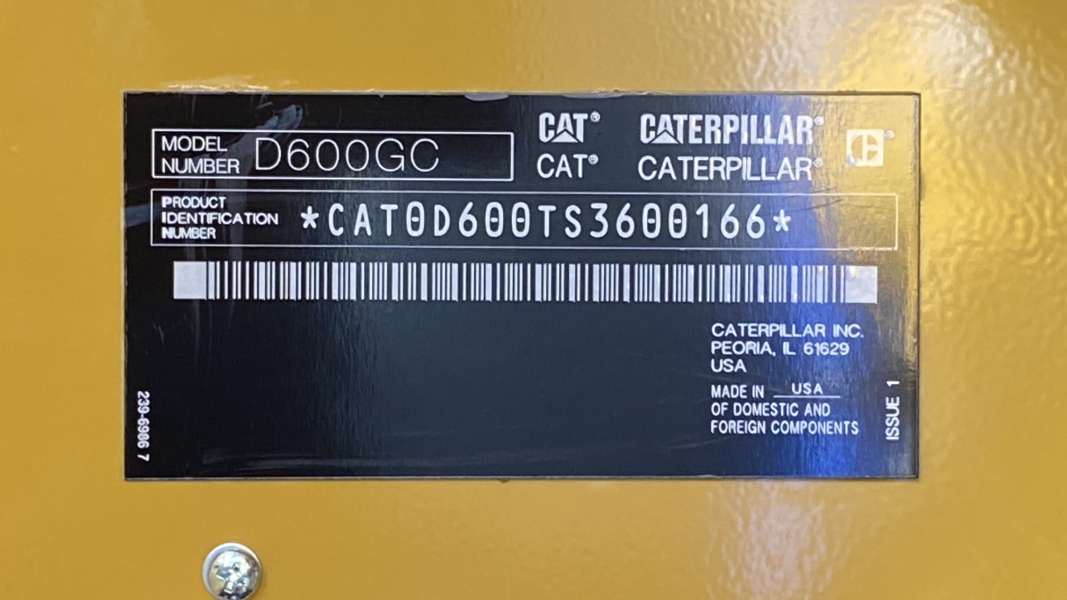 MODEL
NUMBER D600GC
CAT® CATERPILLAR®
CAT® CATERPILLAR®
PRODUCT
IDENTIFICATION
NUMBER
*CAT0D600TS3600166*
CATERPILLAR INC.
PEORIA, IL 61629
USA
MADE IN USA
OF DOMESTIC AND
FOREIGN COMPONENTS
ISSUE 1
239-6986 7